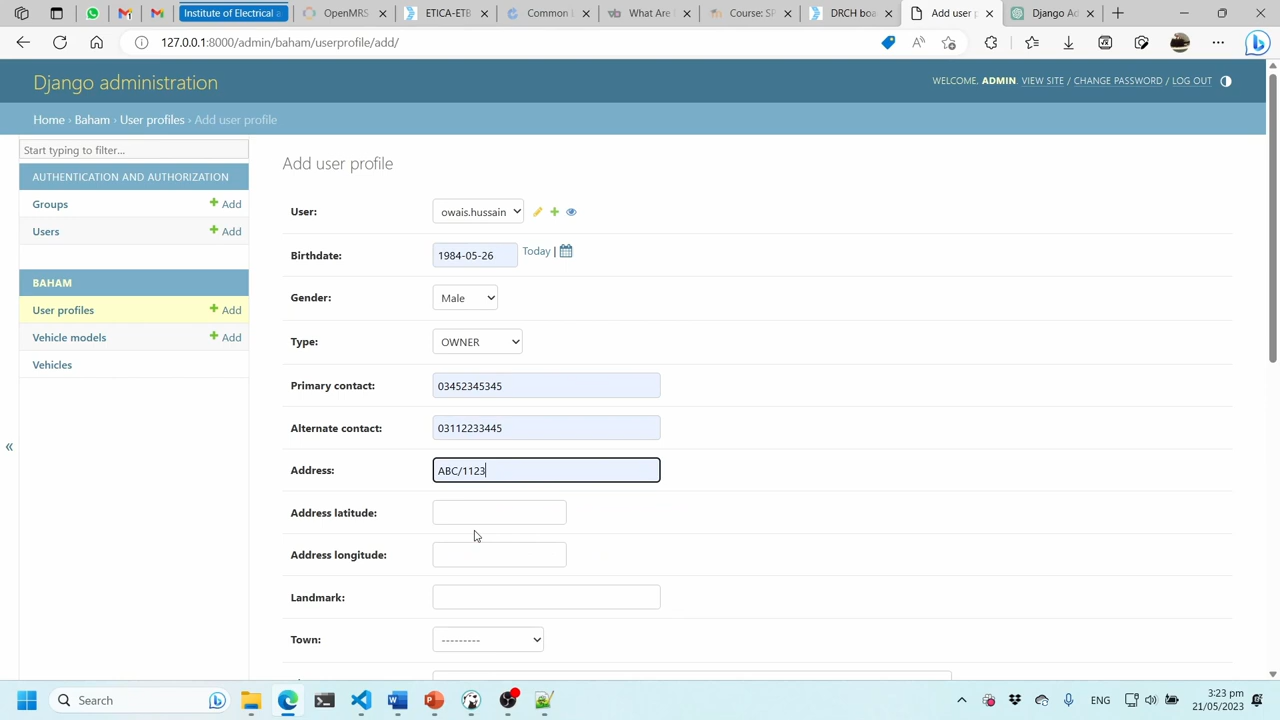 Institute of Electrical a
OpenMRS
ETICA-ETB
Common L
What Are
Course: SP
DRCH boa
Add user p
Django Ad
127.0.0.1:8000/admin/baham/userprofile/add/
Django administration
WELCOME, ADMIN. VIEW SITE / CHANGE PASSWORD / LOG OUT
Home › Baham › User profiles › Add user profile
Start typing to filter...
AUTHENTICATION AND AUTHORIZATION
Groups Add
Users Add
BAHAM
User profiles Add
Vehicle models Add
Vehicles
«
Add user profile
User: owais.hussain
Birthdate: 1984-05-26 Today |
Gender: Male
Type: OWNER
Primary contact: 03452345345
Alternate contact: 03112233445
Address: ABC/1123
Address latitude:
Address longitude:
Landmark:
Town: ---------
Search
ENG
3:23 pm
21/05/2023